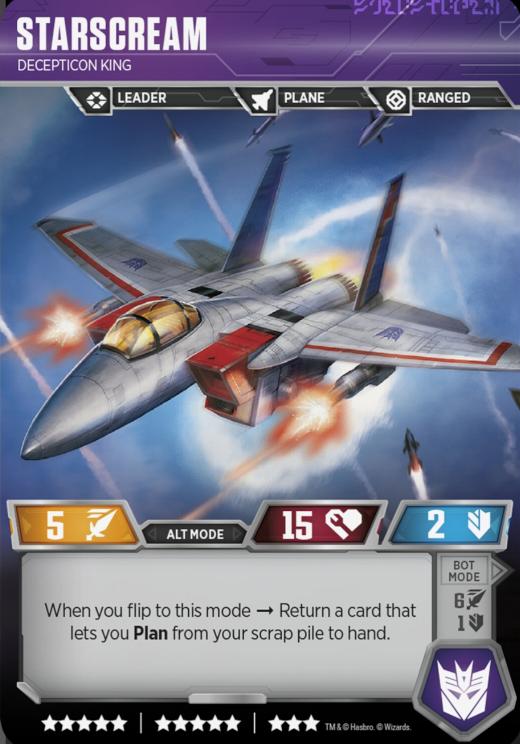 STARSCREAM
DECEPTICON KING
LEADER PLANE RANGED
5 ALT MODE 15 2
BOT
MODE
6
1
When you flip to this mode → Return a card that
lets you Plan from your scrap pile to hand.
TM & © Hasbro. © Wizards.